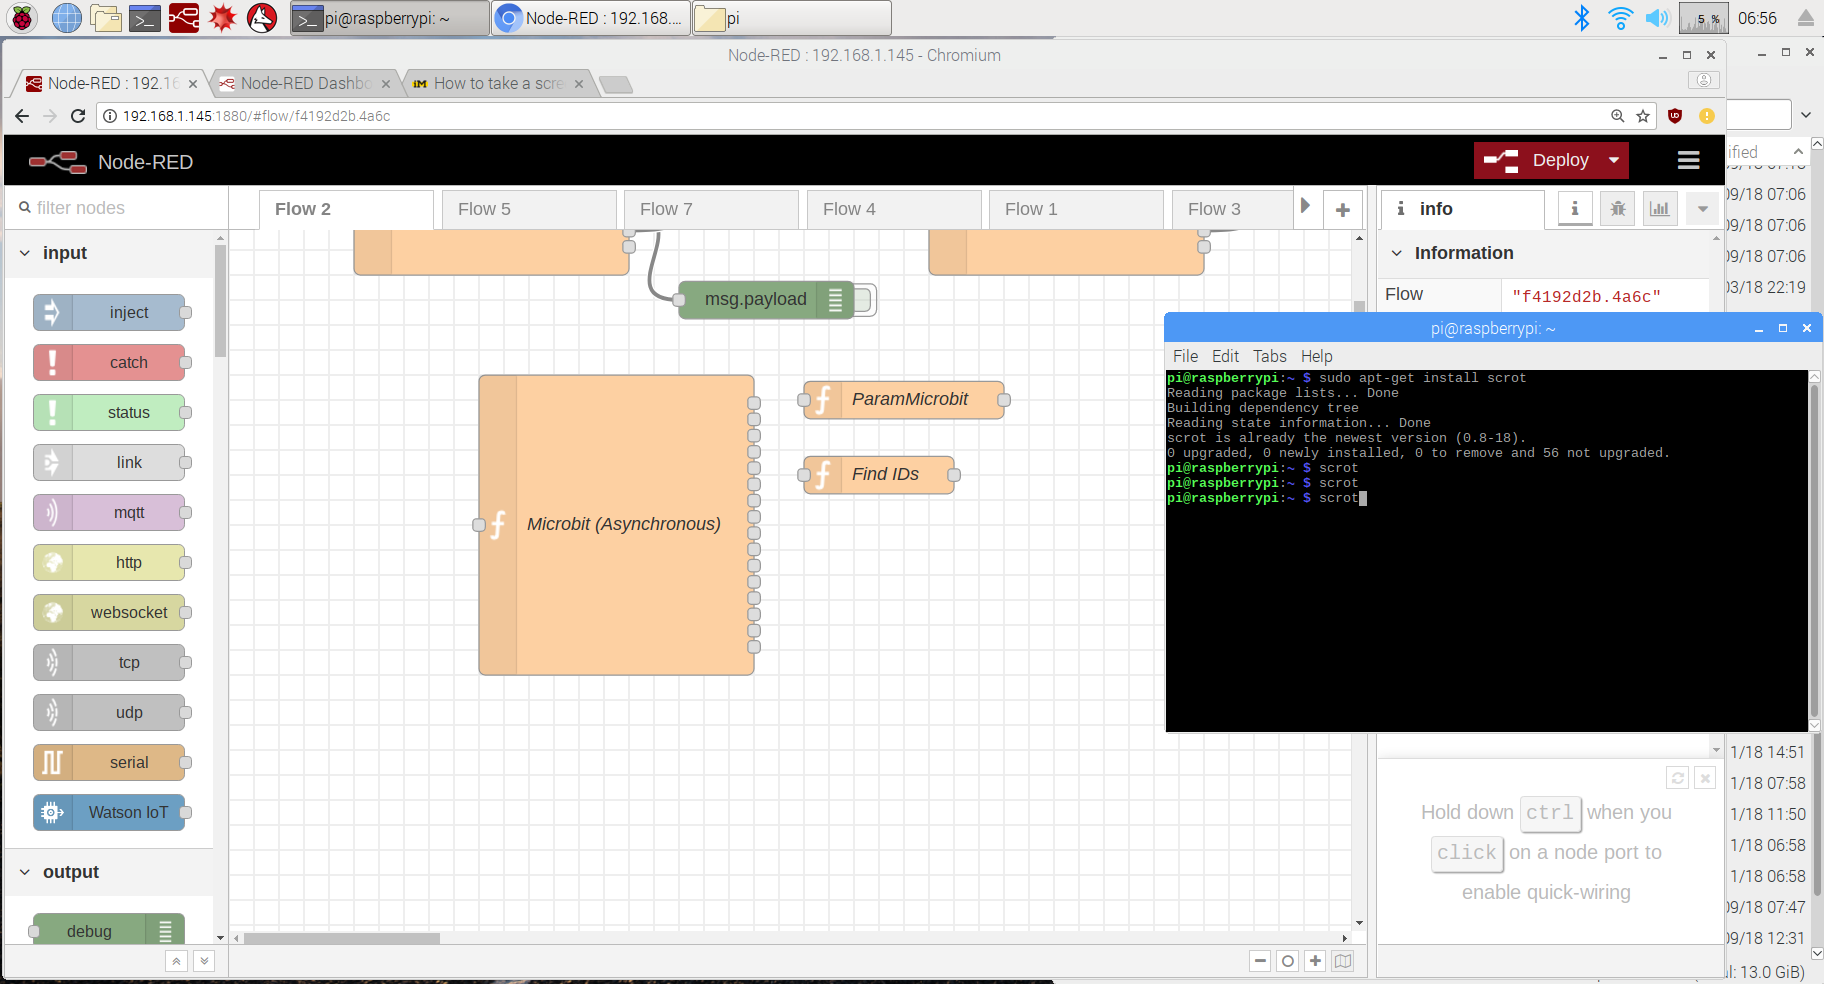 pi@raspberrypi: ~
Node-RED : 192.168....
pi
5 %
06:56
Node-RED : 192.168.1.145 - Chromium
Node-RED : 192.16
Node-RED Dashbo
How to take a scre
192.168.1.145:1880/#flow/f4192d2b.4a6c
Node-RED
Deploy
filter nodes
Flow 2
Flow 5
Flow 7
Flow 4
Flow 1
Flow 3
info
input
Information
Flow
"f4192d2b.4a6c"
inject
catch
status
link
mqtt
http
websocket
tcp
udp
serial
Watson IoT
output
debug
msg.payload
ParamMicrobit
Find IDs
Microbit (Asynchronous)
pi@raspberrypi: ~
File Edit Tabs Help
pi@raspberrypi:~ $ sudo apt-get install scrot
Reading package lists... Done
Building dependency tree
Reading state information... Done
scrot is already the newest version (0.8-18).
0 upgraded, 0 newly installed, 0 to remove and 56 not upgraded.
pi@raspberrypi:~ $ scrot
pi@raspberrypi:~ $ scrot
pi@raspberrypi:~ $ scrot
Hold down ctrl when you
click on a node port to
enable quick-wiring
ified
09/18 07:06
09/18 07:06
09/18 07:06
03/18 22:19
1/18 14:51
1/18 07:58
1/18 11:50
1/18 06:58
1/18 06:58
09/18 07:47
09/18 12:31
13.0 GiB)